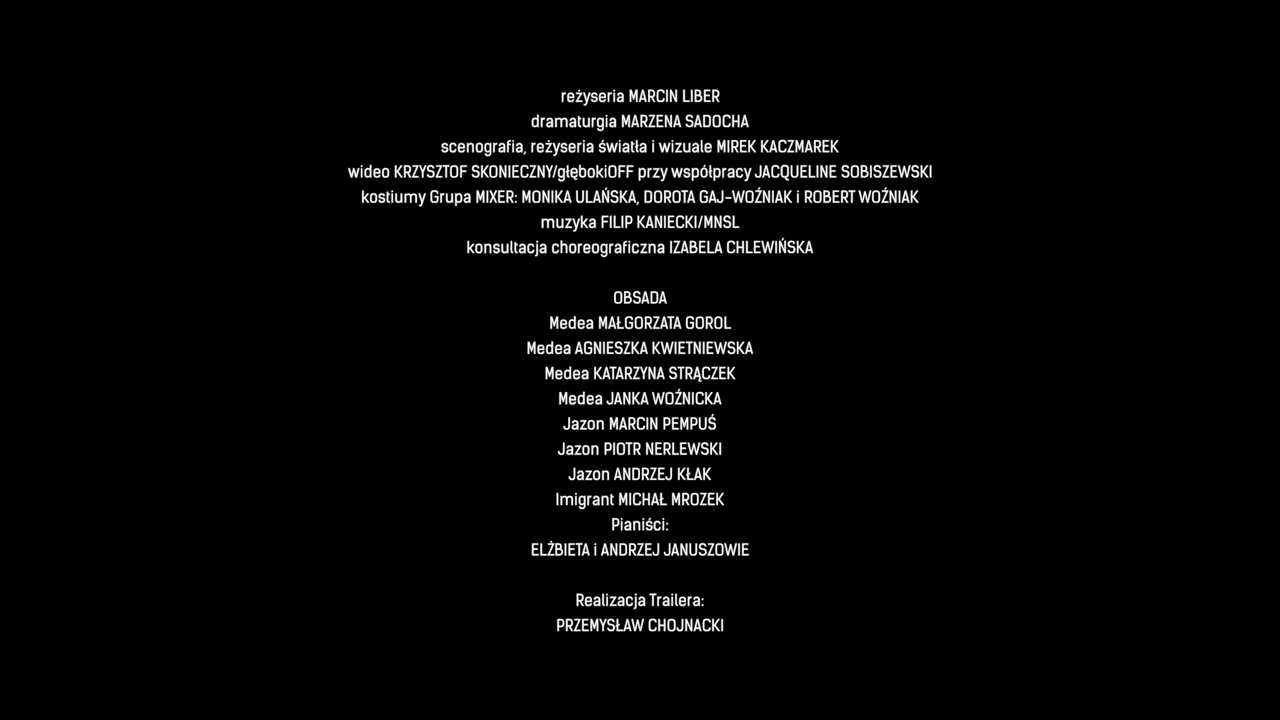 reżyseria MARCIN LIBER
dramaturgia MARZENA SADOCHA
scenografia, reżyseria światła i wizuale MIREK KACZMAREK
wideo KRZYSZTOF SKONIECZNY/głębokiOFF przy współpracy JACQUELINE SOBISZEWSKI
kostiumy Grupa MIXER: MONIKA ULAŃSKA, DOROTA GAJ-WOŹNIAK i ROBERT WOŹNIAK
muzyka FILIP KANIECKI/MNSL
konsultacja choreograficzna IZABELA CHLEWIŃSKA
OBSADA
Medea MAŁGORZATA GOROL
Medea AGNIESZKA KWIETNIEWSKA
Medea KATARZYNA STRĄCZEK
Medea JANKA WOŹNICKA
Jazon MARCIN PEMPUŚ
Jazon PIOTR NERLEWSKI
Jazon ANDRZEJ KŁAK
Imigrant MICHAŁ MROZEK
Pianiści:
ELŻBIETA i ANDRZEJ JANUSZOWIE
Realizacja Trailera:
PRZEMYSŁAW CHOJNACKI